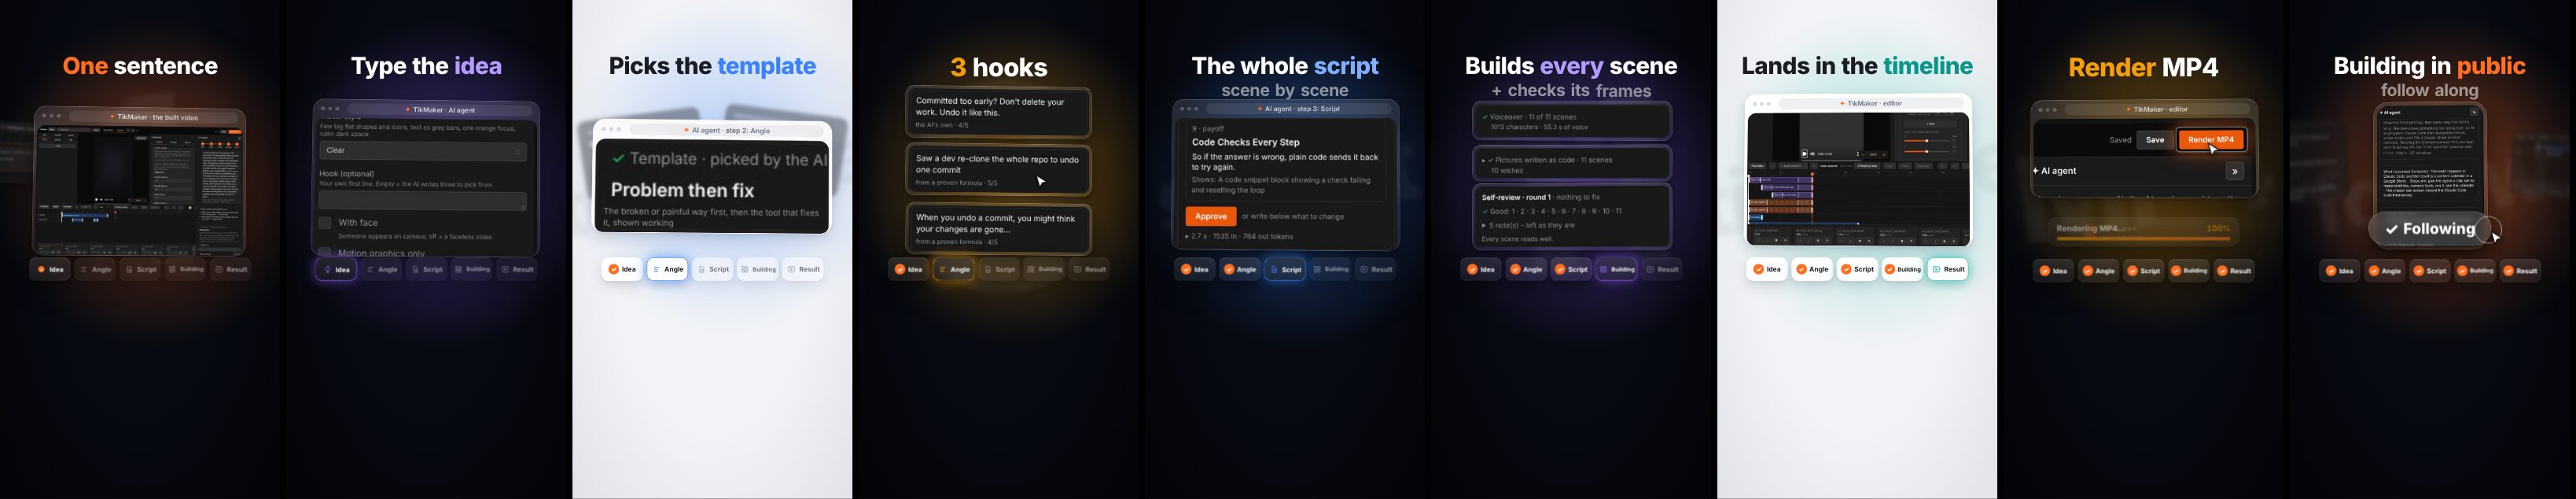 One sentence
TikMaker · the built video
Idea
Angle
Script
Building
Result
Type the idea
TikMaker · AI agent
Few big flat shapes and icons, text as grey bars, one orange focus,
calm dark space
Clear
Hook (optional)
Your own first line. Empty = the AI writes three to pick from
With face
Someone appears on camera; off = a faceless video
Motion graphics only
Idea
Angle
Script
Building
Result
Picks the template
AI agent · step 2: Angle
✓ Template · picked by the AI
Problem then fix
The broken or painful way first, then the tool that fixes
it, shown working
Idea
Angle
Script
Building
Result
3 hooks
Committed too early? Don't delete your
work. Undo it like this.
the AI's own · 4/5
Saw a dev re-clone the whole repo to undo
one commit
from a proven formula · 5/5
When you undo a commit, you might think
your changes are gone...
from a proven formula · 4/5
Idea
Angle
Script
Building
Result
The whole script
scene by scene
AI agent · step 3: Script
9 · payoff
Code Checks Every Step
So if the answer is wrong, plain code sends it back
to try again.
Shows: A code snippet block showing a check failing
and resetting the loop
Approve or write below what to change
▸ 2.7 s · 1535 in · 764 out tokens
Idea
Angle
Script
Building
Result
Builds every scene
+ checks its frames
✓ Voiceover · 11 of 11 scenes
1015 characters · 55.3 s of voice
▸ ✓ Pictures written as code · 11 scenes
10 wishes
Self-review · round 1 · nothing to fix
✓ Good: 1 · 2 · 3 · 4 · 5 · 6 · 7 · 8 · 9 · 10 · 11
▸ 5 note(s) – left as they are
Every scene reads well.
Idea
Angle
Script
Building
Result
Lands in the timeline
TikMaker · editor
Idea
Angle
Script
Building
Result
Render MP4
TikMaker · editor
Saved Save Render MP4
AI agent »
Rendering MP4... 100%
Idea
Angle
Script
Building
Result
Building in public
follow along
AI agent
✓ Following
Idea
Angle
Script
Building
Result